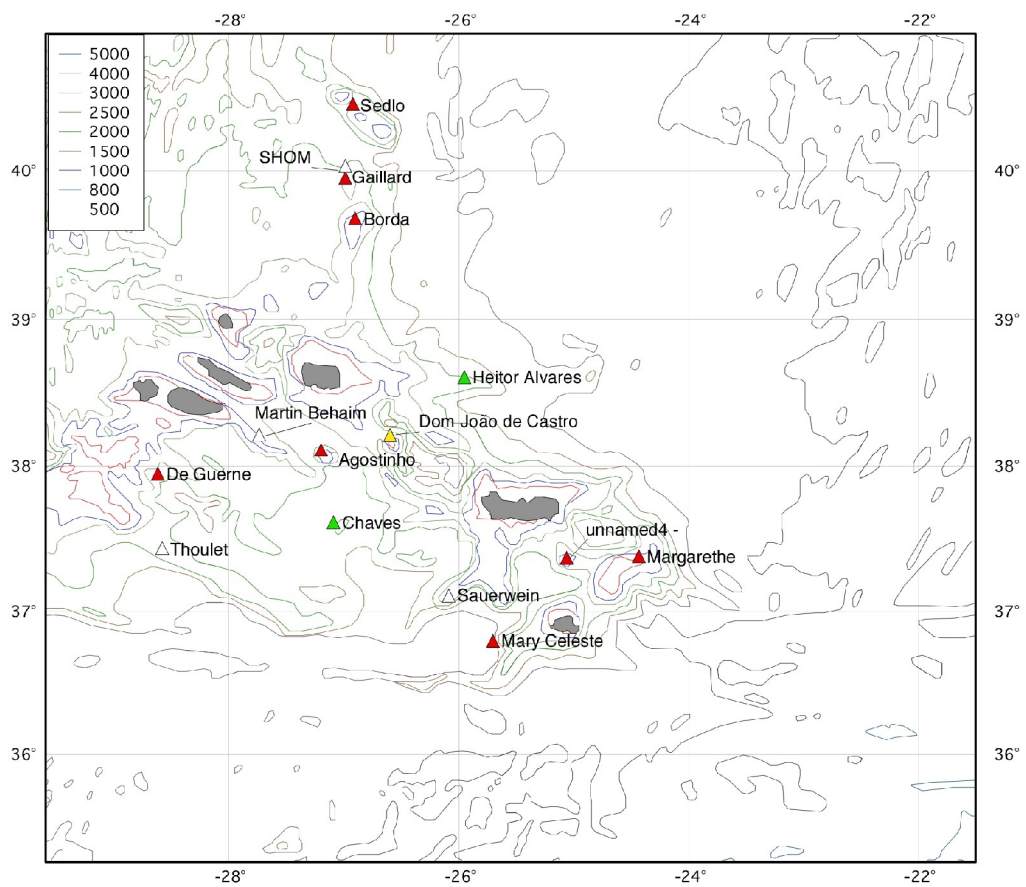 -28° -26° -24° -22°
5000
4000
3000
2500
2000
1500
1000
800
500
Sedlo
SHOM
40° 40°
Gaillard
Borda
39° 39°
Heitor Alvares
Martin Behaim
Dom João de Castro
Agostinho
38° 38°
De Guerne
Chaves
unnamed4 -
Thoulet
Margarethe
Sauerwein
37° 37°
Mary Celeste
36° 36°
-28° -26° -24° -22°